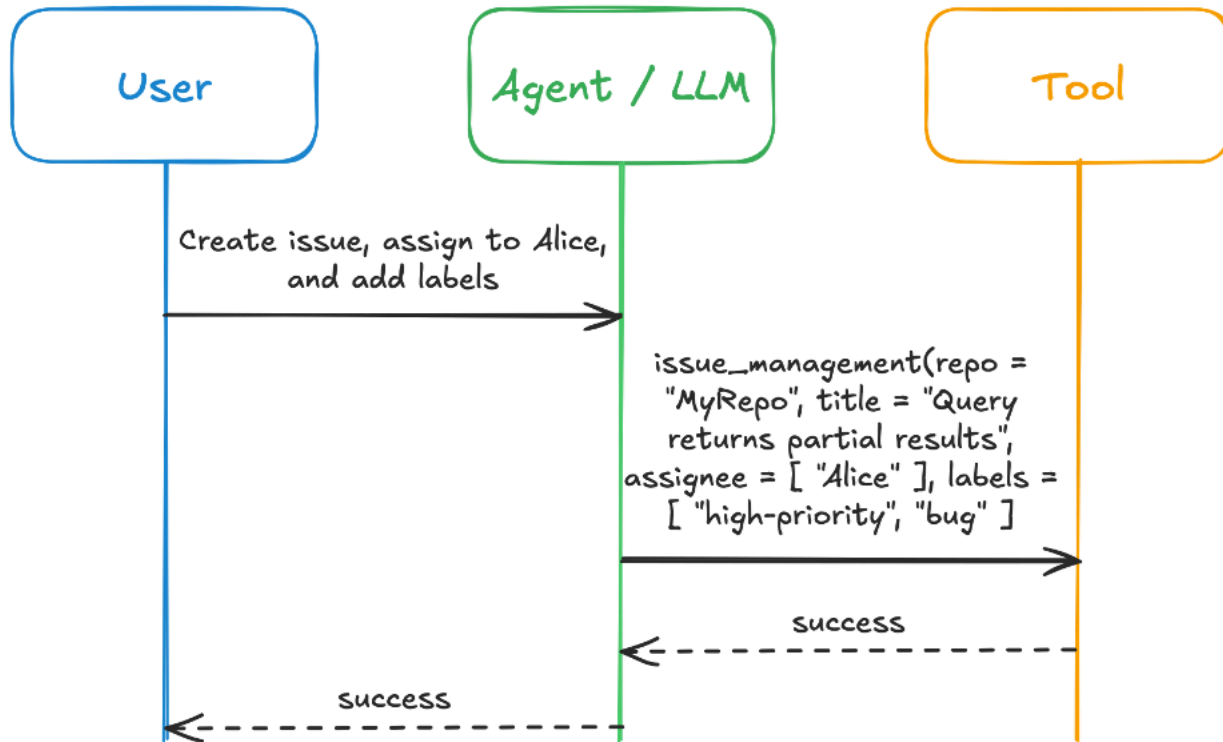 User
Agent / LLM
Tool
Create issue, assign to Alice,
and add labels
issue_management(repo =
"MyRepo", title = "Query
returns partial results",
assignee = [ "Alice" ], labels =
[ "high-priority", "bug" ]
success
success